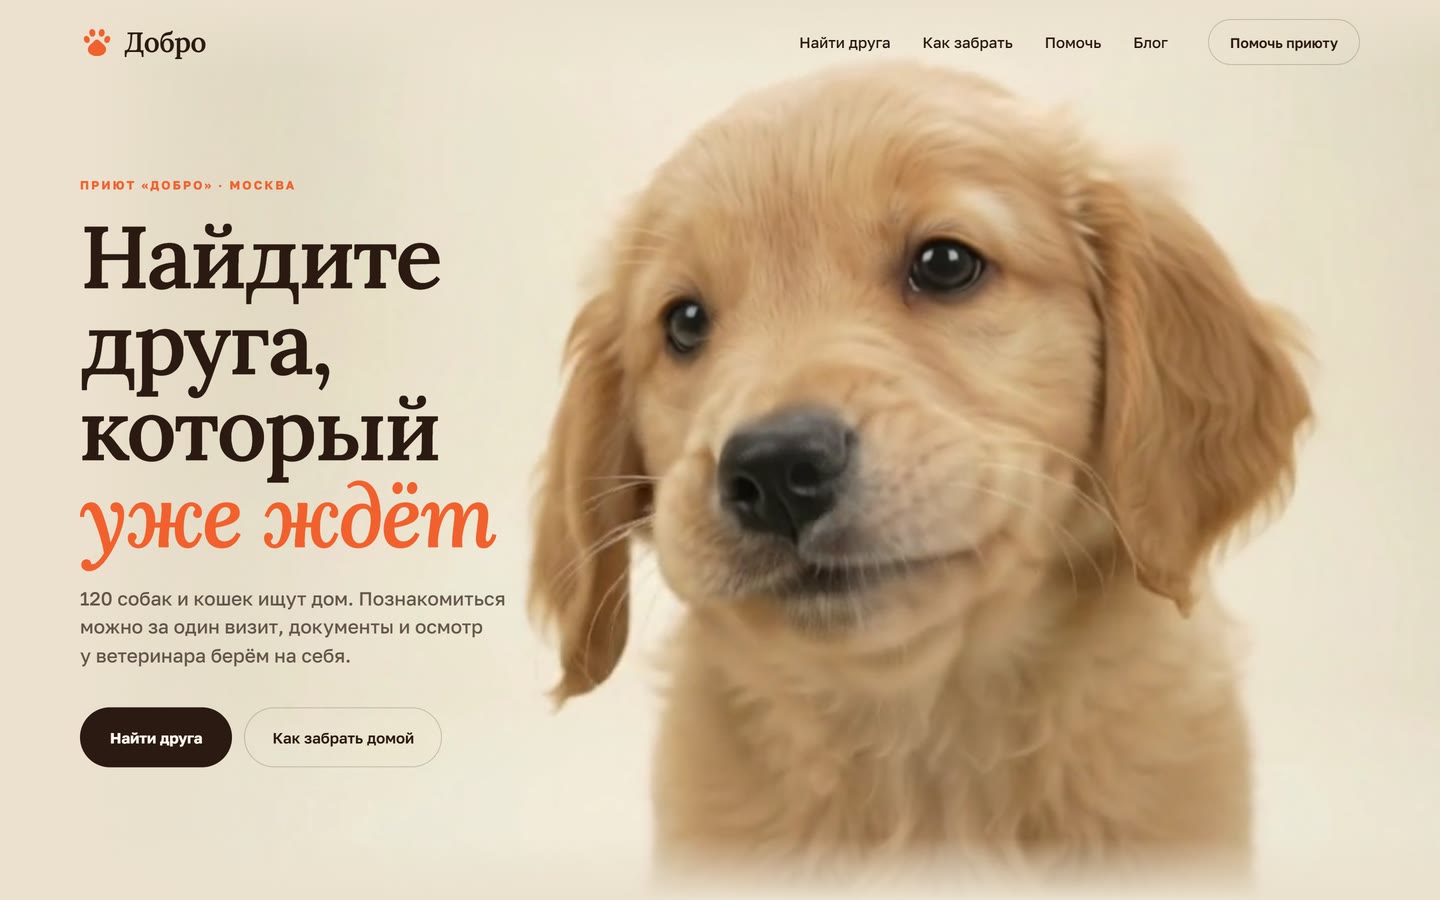 Добро
Найти друга
Как забрать
Помочь
Блог
Помочь приюту
ПРИЮТ «ДОБРО» · МОСКВА
Найдите
друга,
который
уже ждёт
120 собак и кошек ищут дом. Познакомиться
можно за один визит, документы и осмотр
у ветеринара берём на себя.
Найти друга
Как забрать домой